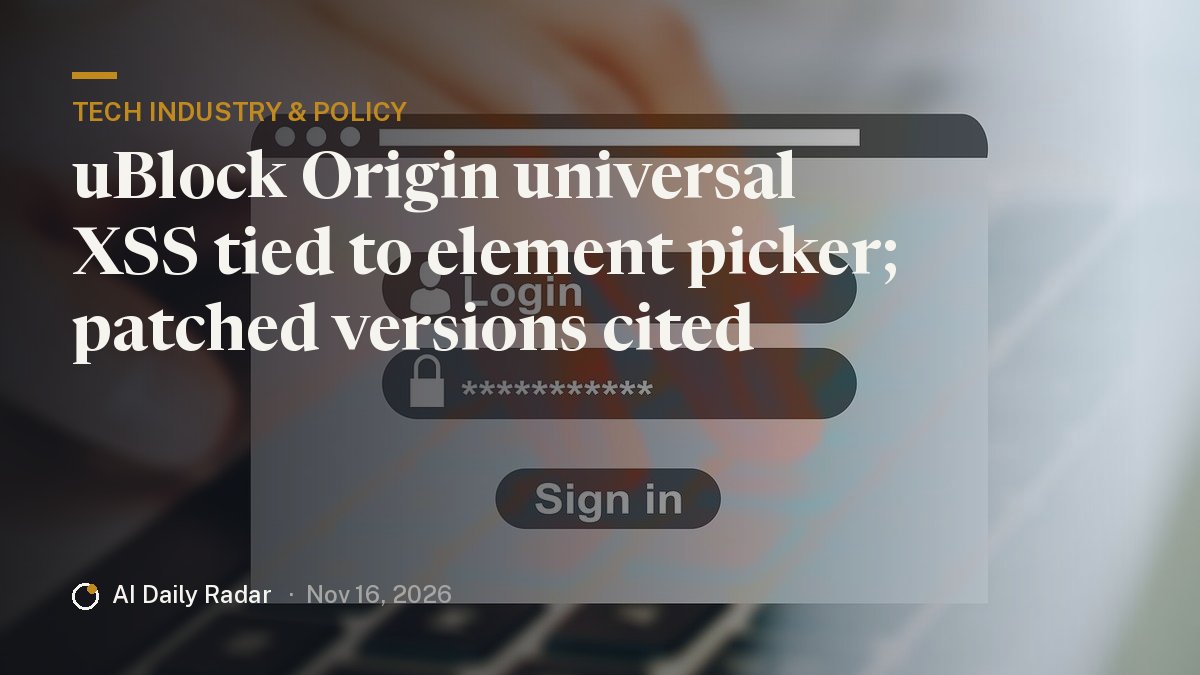 TECH INDUSTRY & POLICY
uBlock Origin universal
XSS tied to element picker;
patched versions cited
Login
***********
Sign in
AI Daily Radar · Nov 16, 2026